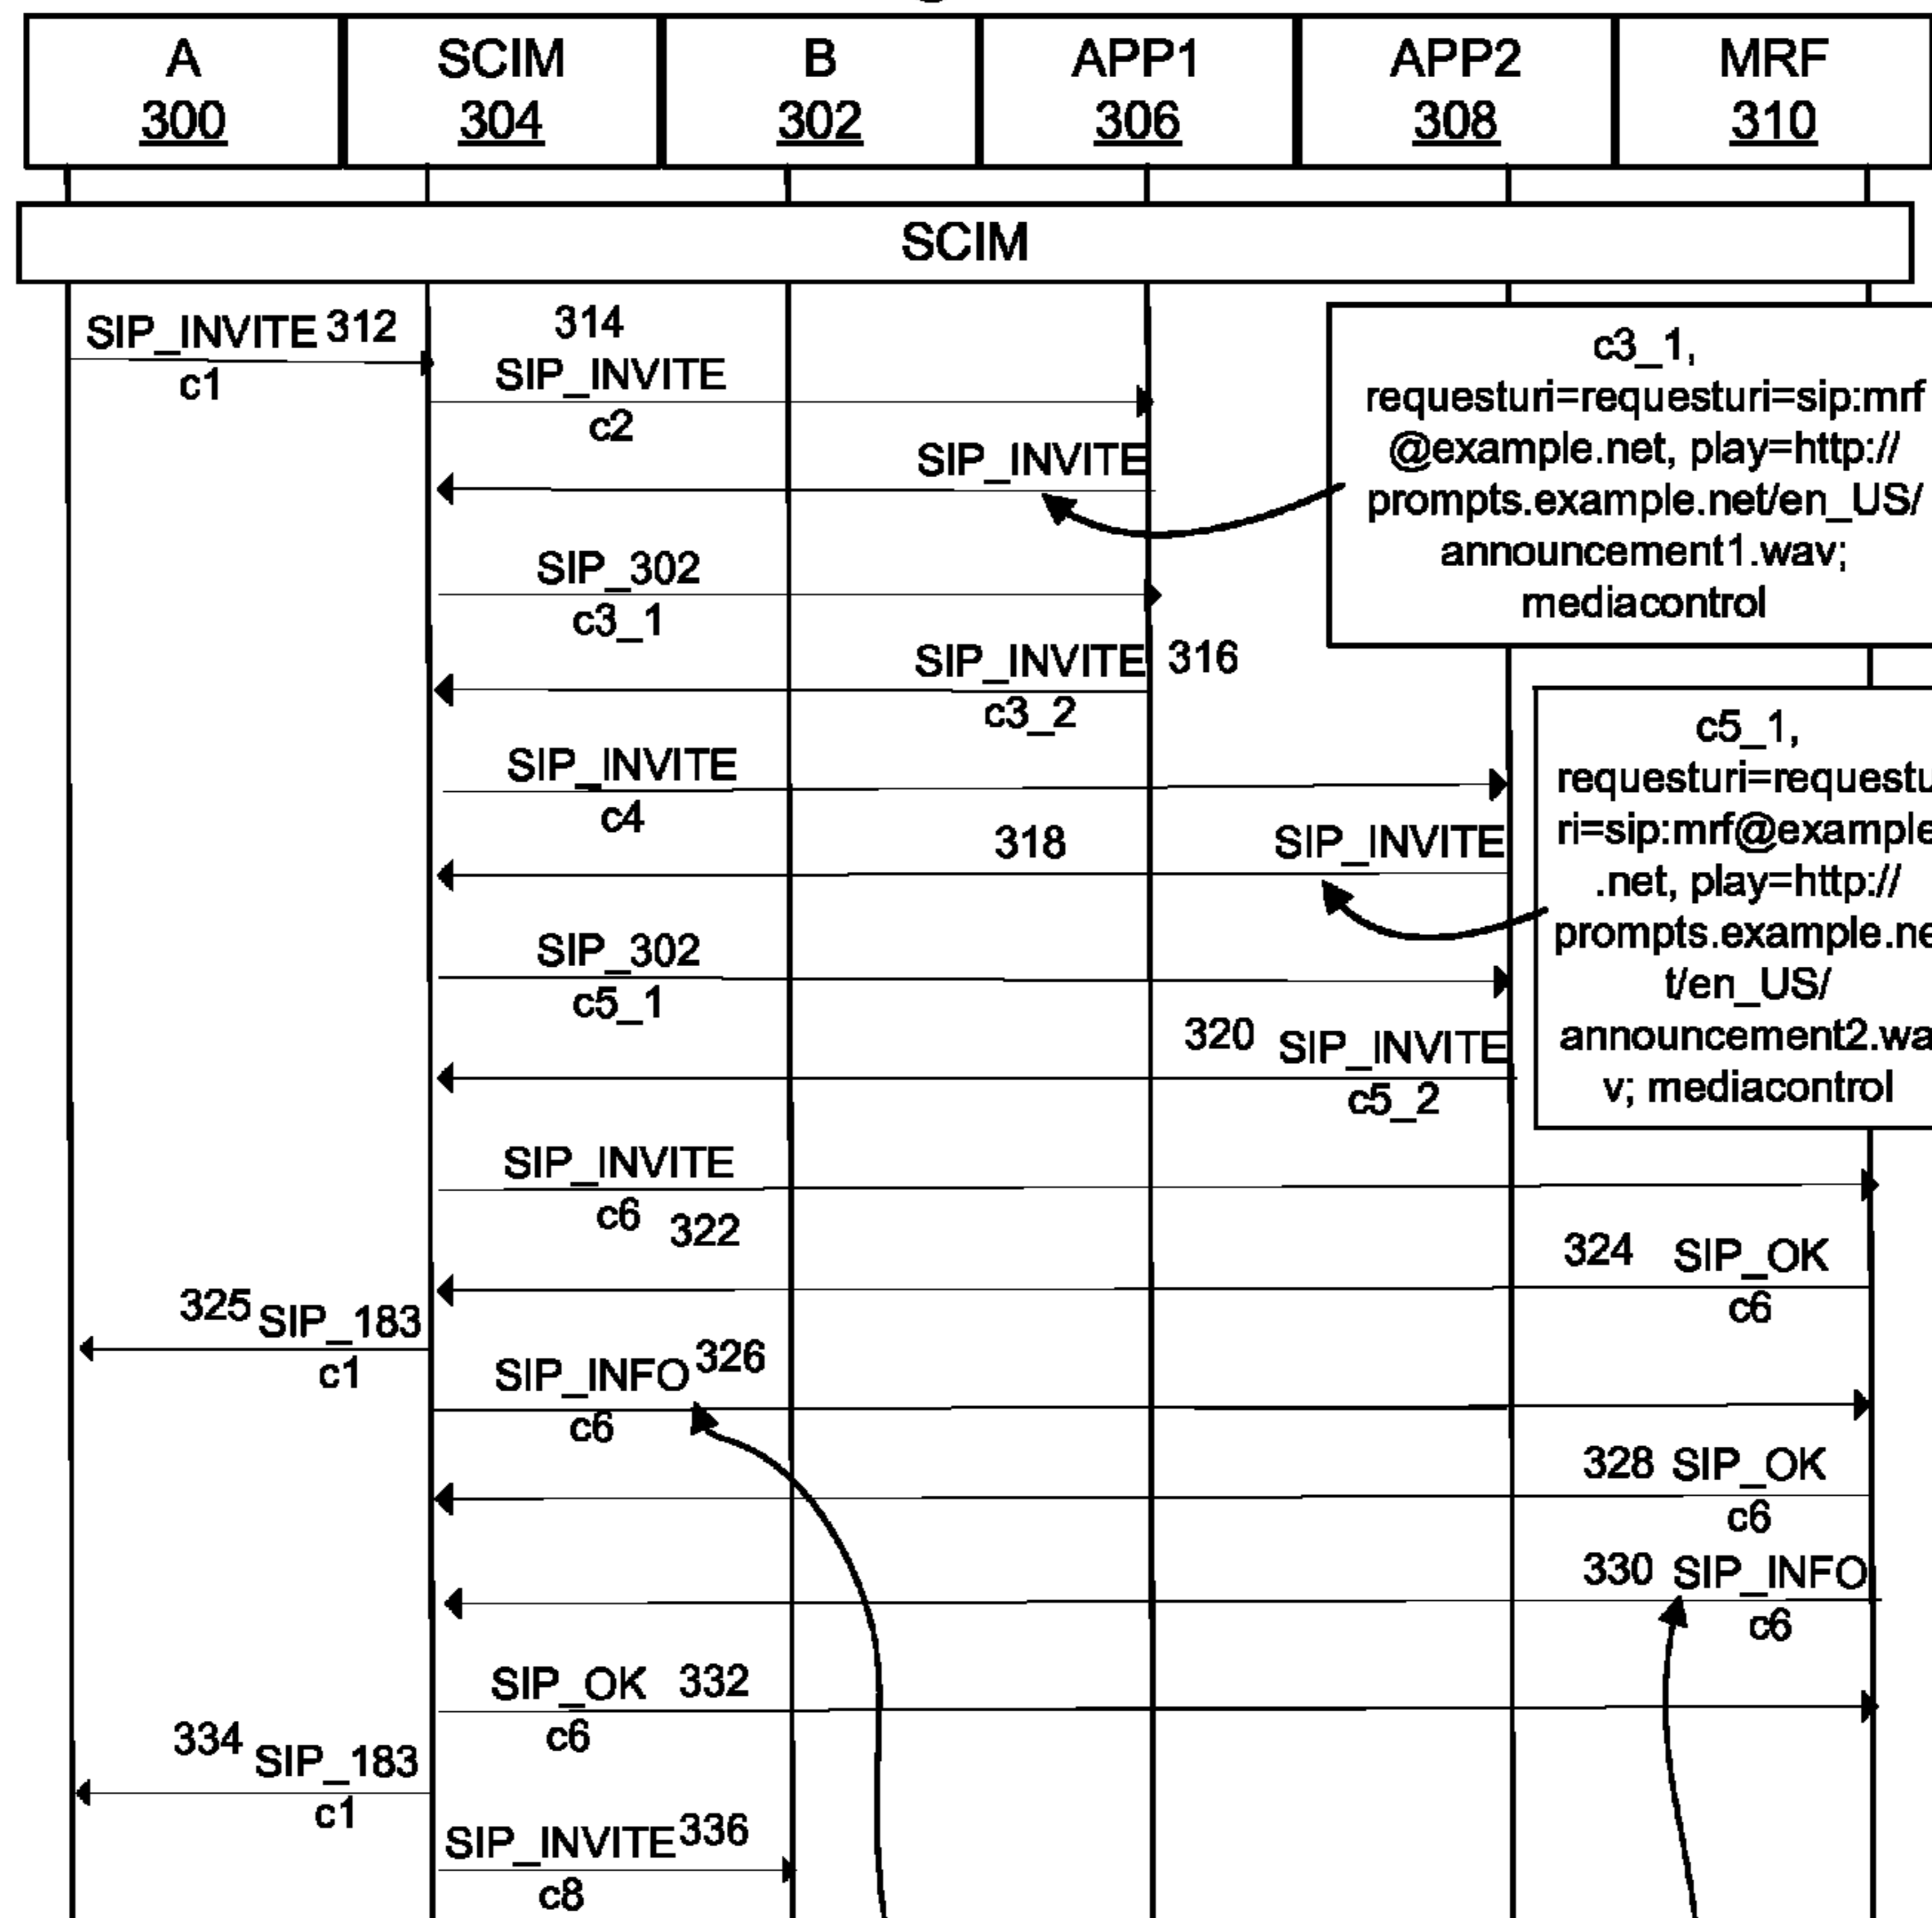 A
300
SCIM
304
B
302
APP1
306
APP2
308
MRF
310
SCIM
SIP_INVITE 312
c1
314
SIP_INVITE
c2
SIP_INVITE
c3_1,
requesturi=requesturi=sip:mrf
@example.net, play=http://
prompts.example.net/en_US/
announcement1.wav;
mediacontrol
SIP_302
c3_1
SIP_INVITE 316
c3_2
SIP_INVITE
c4
318 SIP_INVITE
c5_1,
requesturi=requestu
ri=sip:mrf@example
.net, play=http://
prompts.example.ne
t/en_US/
announcement2.wa
v; mediacontrol
SIP_302
c5_1
320 SIP_INVITE
c5_2
SIP_INVITE
c6 322
324 SIP_OK
c6
325 SIP_183
c1
SIP_INFO 326
c6
328 SIP_OK
c6
330 SIP_INFO
c6
SIP_OK 332
c6
334 SIP_183
c1
SIP_INVITE 336
c8